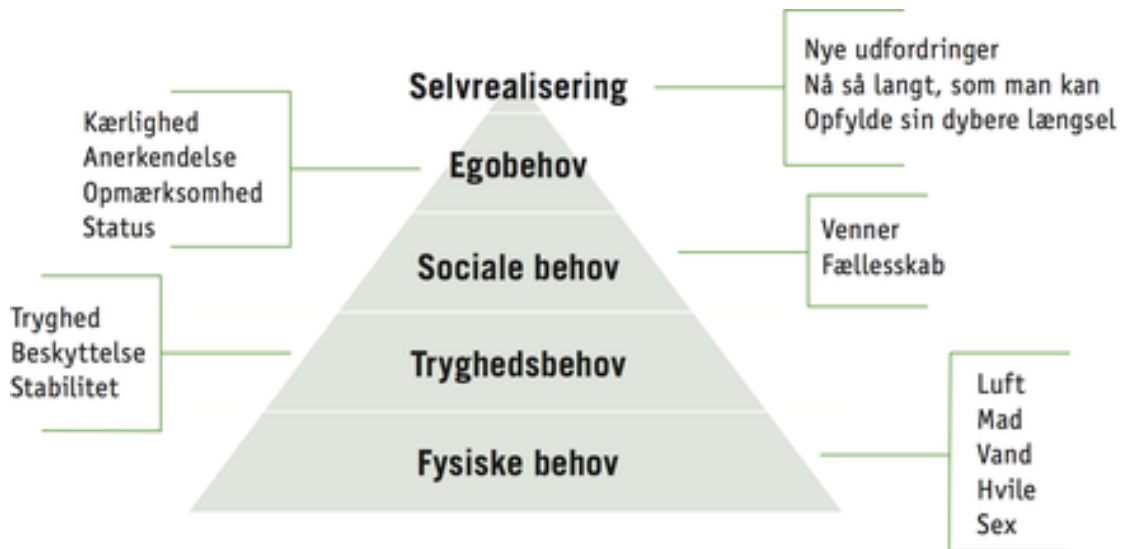 Selvrealisering
Nye udfordringer
Nå så langt, som man kan
Opfylde sin dybere længsel
Kærlighed
Anerkendelse
Opmærksomhed
Status
Egobehov
Sociale behov
Venner
Fællesskab
Tryghed
Beskyttelse
Stabilitet
Tryghedsbehov
Fysiske behov
Luft
Mad
Vand
Hvile
Sex